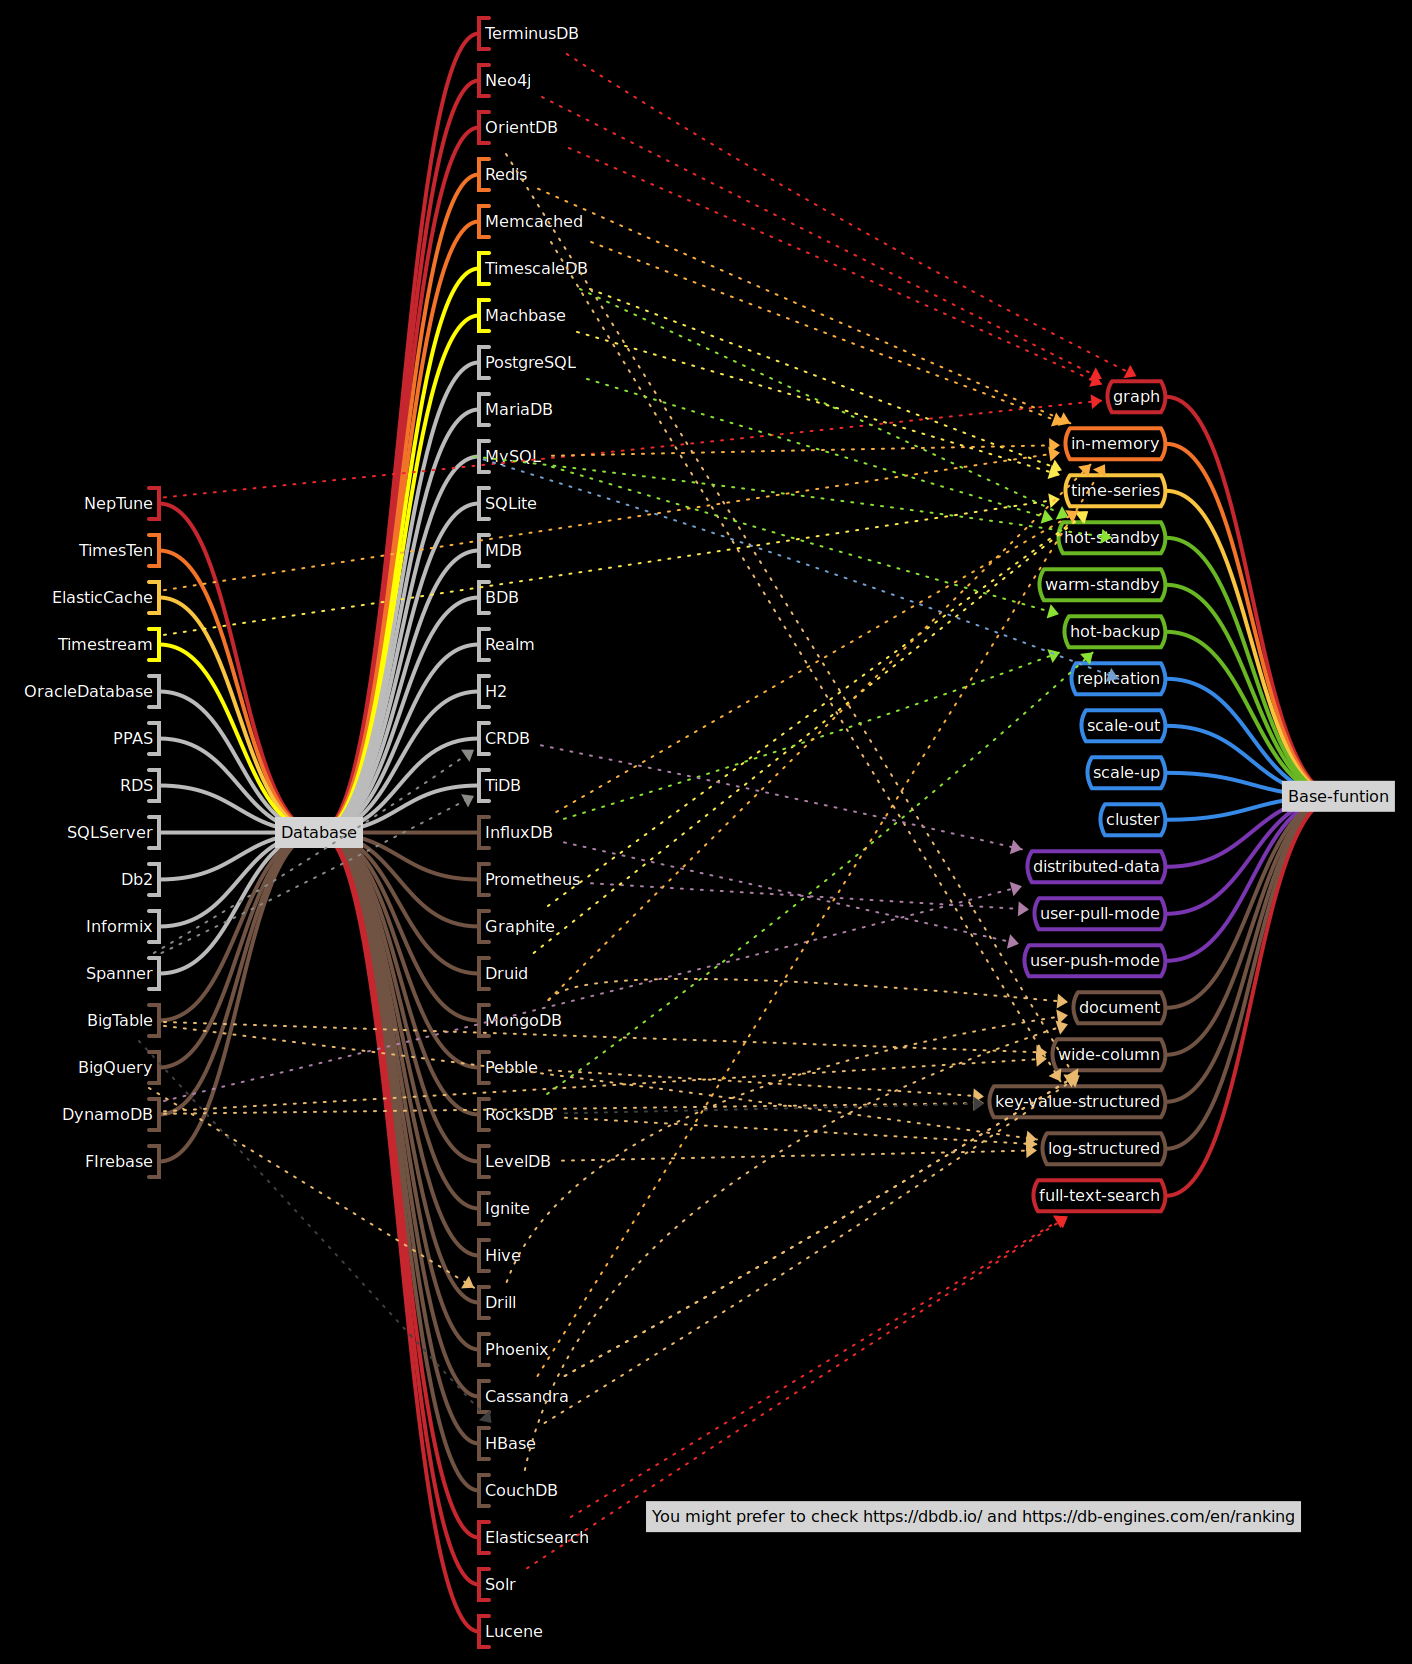 TerminusDB
Neo4j
OrientDB
Redis
Memcached
TimescaleDB
Machbase
PostgreSQL
MariaDB
MySQL
SQLite
MDB
BDB
Realm
H2
CRDB
TiDB
InfluxDB
Prometheus
Graphite
Druid
MongoDB
Pebble
RocksDB
LevelDB
Ignite
Hive
Drill
Phoenix
Cassandra
HBase
CouchDB
Elasticsearch
Solr
Lucene
NepTune
TimesTen
ElasticCache
Timestream
OracleDatabase
PPAS
RDS
SQLServer
Db2
Informix
Spanner
BigTable
BigQuery
DynamoDB
FIrebase
Database
graph
in-memory
time-series
hot-standby
warm-standby
hot-backup
replication
scale-out
scale-up
cluster
distributed-data
user-pull-mode
user-push-mode
document
wide-column
key-value-structured
log-structured
full-text-search
Base-funtion
You might prefer to check https://dbdb.io/ and https://db-engines.com/en/ranking